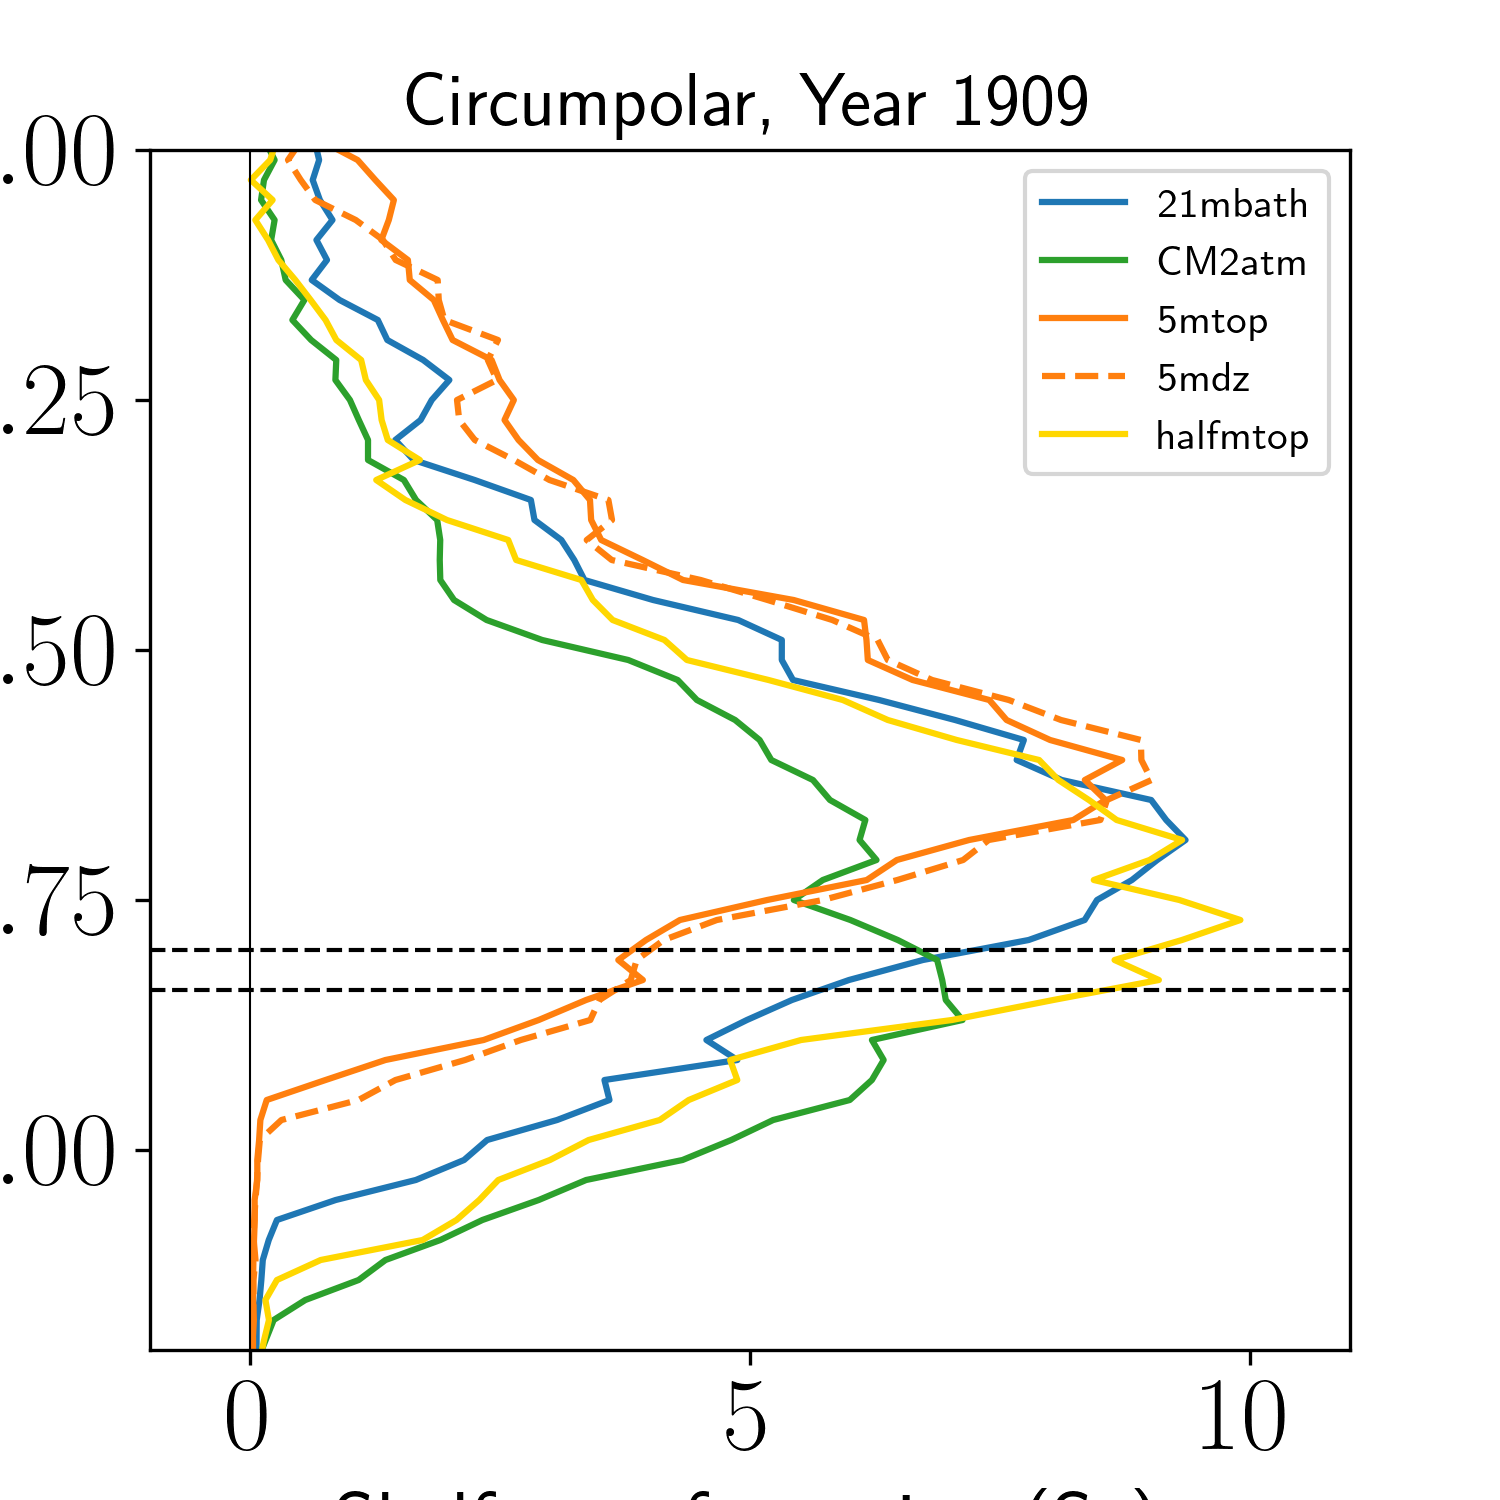 Circumpolar, Year 1909
.00
.25
.50
.75
.00
21mbath
CM2atm
5mtop
5mdz
halfmtop
0 5 10